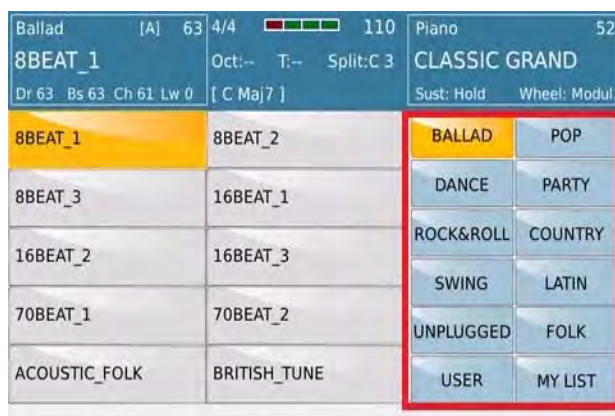 Ballad [A] 63
8BEAT_1
Dr 63 Bs 63 Ch 61 Lw 0
4/4 110
Oct:-- T:-- Split:C 3
[ C Maj7 ]
Piano 52
CLASSIC GRAND
Sust: Hold Wheel: Modul.
8BEAT_1 8BEAT_2
8BEAT_3 16BEAT_1
16BEAT_2 16BEAT_3
70BEAT_1 70BEAT_2
ACOUSTIC_FOLK BRITISH_TUNE
BALLAD POP
DANCE PARTY
ROCK&ROLL COUNTRY
SWING LATIN
UNPLUGGED FOLK
USER MY LIST